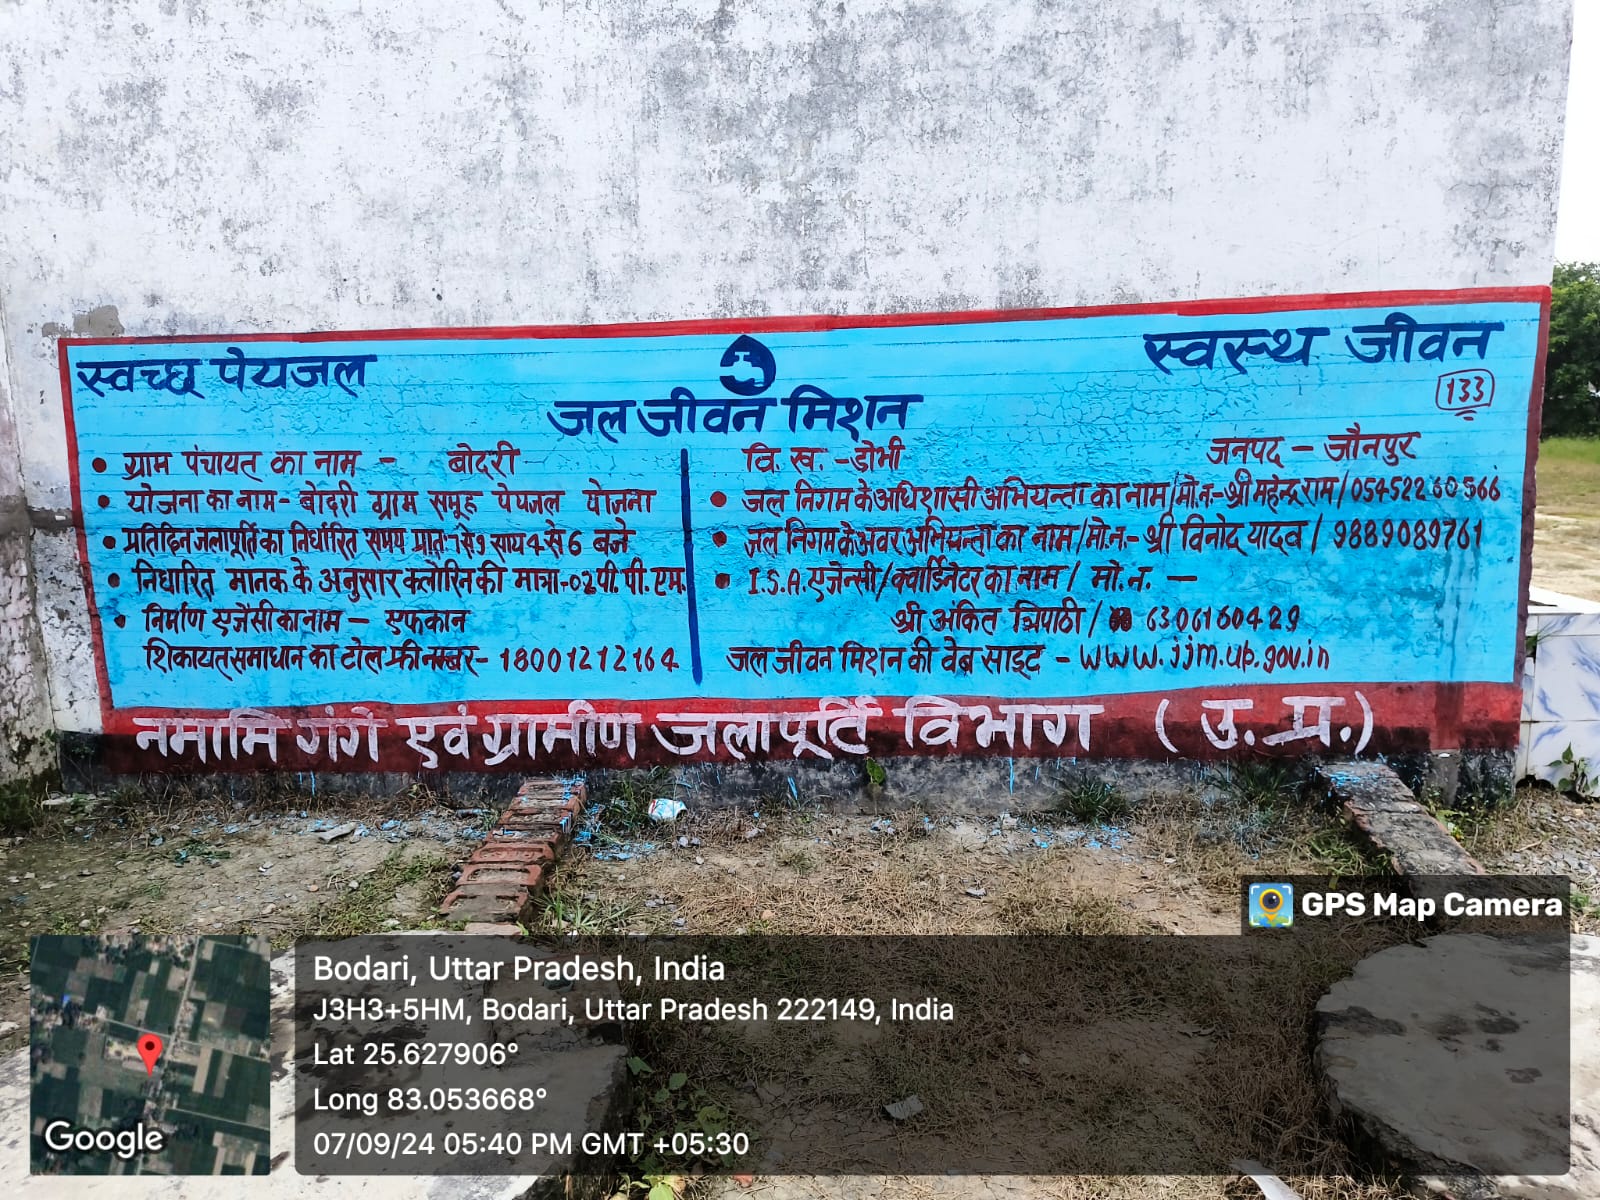 स्वच्छ पेयजल
स्वस्थ जीवन
133
जल जीवन मिशन
• ग्राम पंचायत का नाम - बोदरी
• योजना का नाम - बोदरी ग्राम समूह पेयजल योजना
• प्रतिदिन जलापूर्ति का निर्धारित समय प्रातः 7 से 9 साय 4 से 6 बजे
• निधारित मानक के अनुसार क्लोरिन की मात्रा - 02 पी. पी. एम.
• निर्माण एजेंसी का नाम - एफकान
शिकायत समाधान का टोल फ्री नम्बर - 18001212164
वि. ख. - डोभी
जनपद - जौनपुर
• जल निगम के अधिशासी अभियन्ता का नाम/मो.न.- श्री महेन्द्र राम / 05452260566
• जल निगम के अवर अभियन्ता का नाम/मो.न.- श्री विनोद यादव / 9889089761
• I.S.A. एजेन्सी/क्वार्डिनेटर का नाम / मो. न. -
श्री अंकित त्रिपाठी / 6306160429
जल जीवन मिशन की वेब साइट - www.jjm.up.gov.in
नमामि गंगे एवं ग्रामीण जलापूर्ति विभाग ( उ. प्र.)
GPS Map Camera
Bodari, Uttar Pradesh, India
J3H3+5HM, Bodari, Uttar Pradesh 222149, India
Lat 25.627906°
Long 83.053668°
07/09/24 05:40 PM GMT +05:30
Google